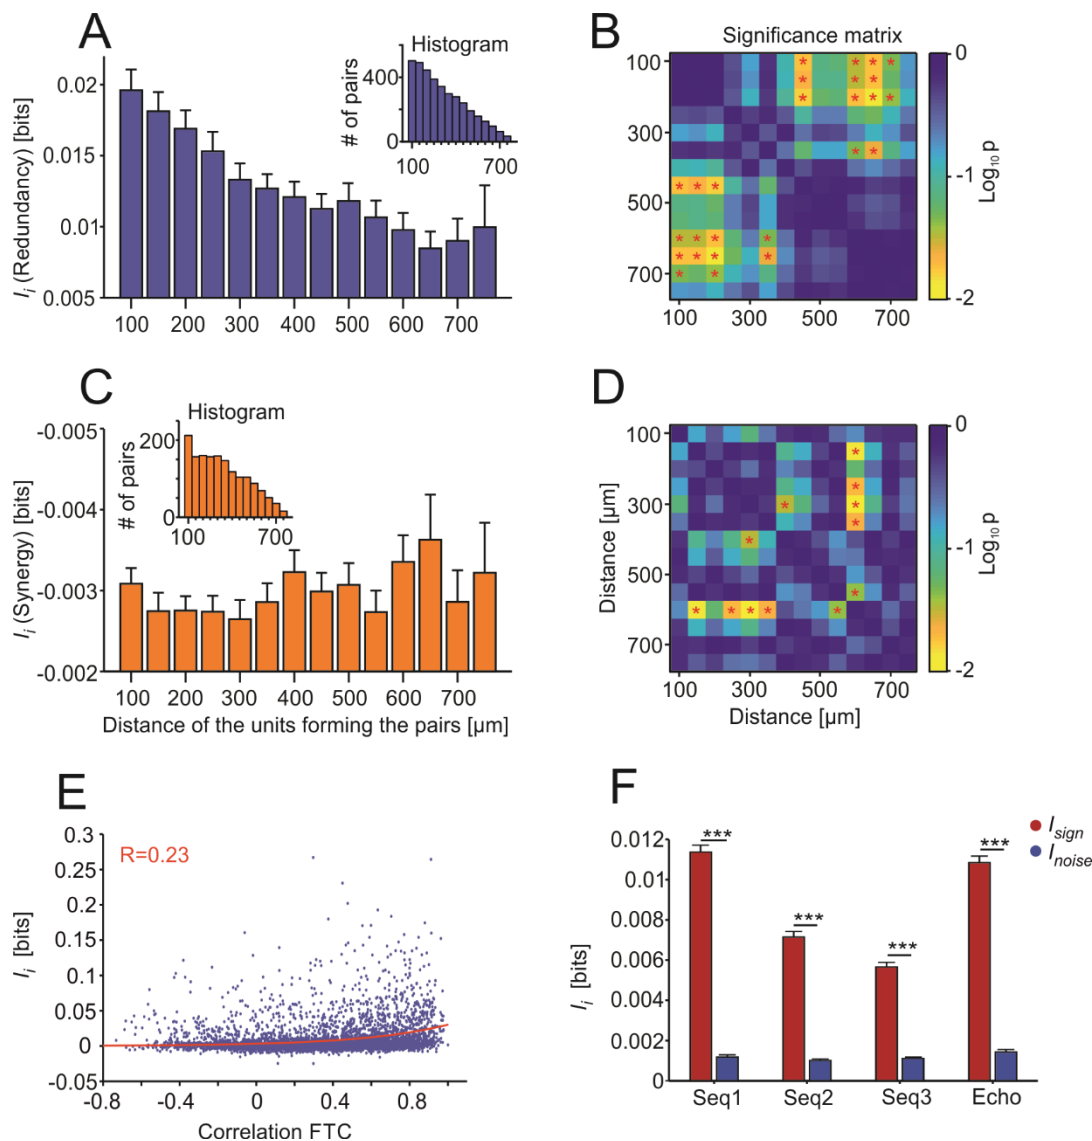 A
Histogram
# of pairs
400
0
100
700
I_i (Redundancy) [bits]
0.02
0.015
0.01
0.005
100 200 300 400 500 600 700
B
Significance matrix
100
300
500
700
100 300 500 700
0
-1
-2
Log10 p
C
Histogram
# of pairs
200
0
100
700
I_i (Synergy) [bits]
-0.005
-0.004
-0.003
-0.002
100 200 300 400 500 600 700
Distance of the units forming the pairs [µm]
D
Distance [µm]
100
300
500
700
100 300 500 700
Distance [µm]
0
-1
-2
Log10 p
E
R=0.23
I_i [bits]
0.3
0.25
0.2
0.15
0.1
0.05
0
-0.05
-0.8 -0.4 0 0.4 0.8
Correlation FTC
F
I_sign
I_noise
I_i [bits]
0.012
0.01
0.008
0.006
0.004
0.002
0
***
***
***
***
Seq1 Seq2 Seq3 Echo